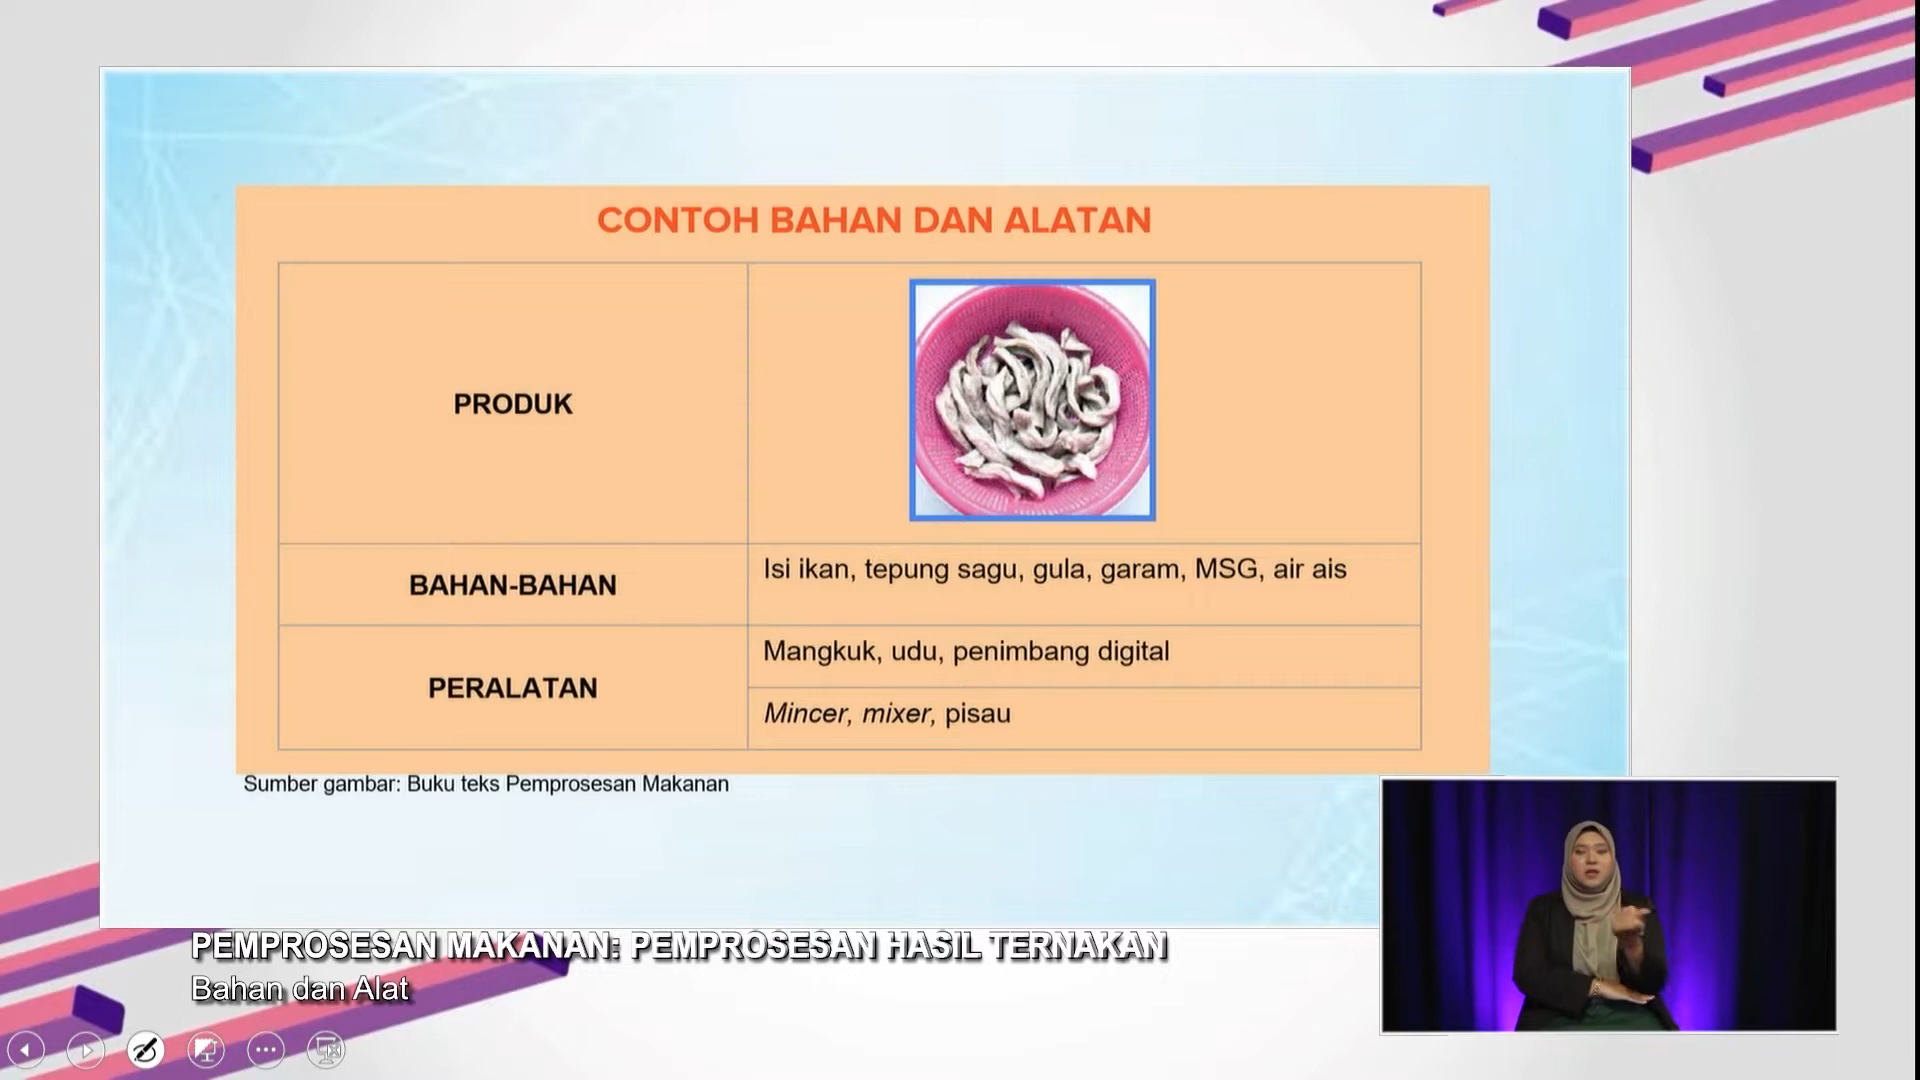 CONTOH BAHAN DAN ALATAN
PRODUK
BAHAN-BAHAN
Isi ikan, tepung sagu, gula, garam, MSG, air ais
PERALATAN
Mangkuk, udu, penimbang digital
Mincer, mixer, pisau
Sumber gambar: Buku teks Pemprosesan Makanan
PEMPROSESAN MAKANAN: PEMPROSESAN HASIL TERNAKAN
Bahan dan Alat